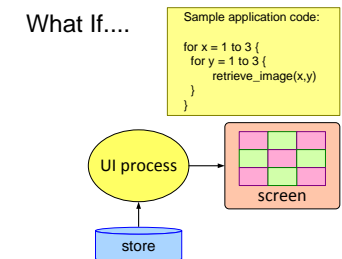 What If....
Sample application code:
for x = 1 to 3 {
for y = 1 to 3 {
retrieve_image(x,y)
}
}
UI process
screen
store